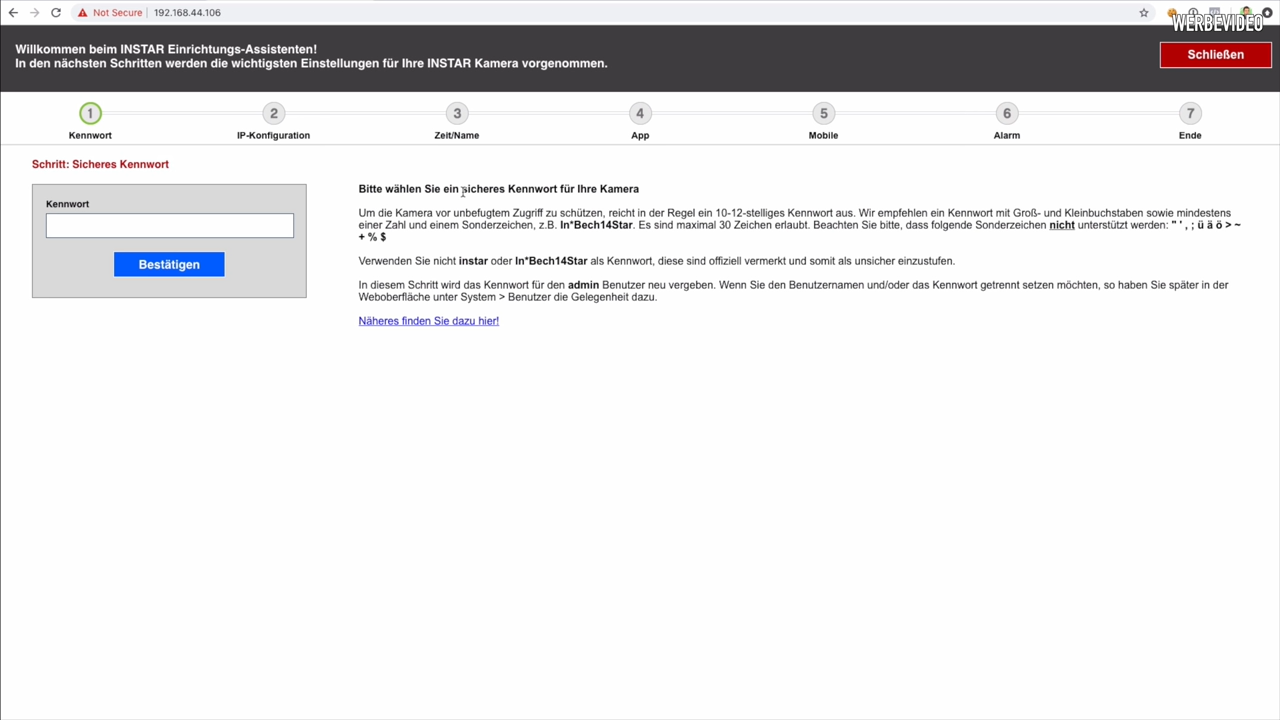 Not Secure 192.168.44.106
WERBEVIDEO
Willkommen beim INSTAR Einrichtungs-Assistenten!
In den nächsten Schritten werden die wichtigsten Einstellungen für Ihre INSTAR Kamera vorgenommen.
Schließen
1 2 3 4 5 6 7
Kennwort IP-Konfiguration Zeit/Name App Mobile Alarm Ende
Schritt: Sicheres Kennwort
Kennwort
Bestätigen
Bitte wählen Sie ein sicheres Kennwort für Ihre Kamera
Um die Kamera vor unbefugtem Zugriff zu schützen, reicht in der Regel ein 10-12-stelliges Kennwort aus. Wir empfehlen ein Kennwort mit Groß- und Kleinbuchstaben sowie mindestens
einer Zahl und einem Sonderzeichen, z.B. In*Bech14Star. Es sind maximal 30 Zeichen erlaubt. Beachten Sie bitte, dass folgende Sonderzeichen nicht unterstützt werden: " ' , ; ü ä ö > ~
+ % $
Verwenden Sie nicht instar oder In*Bech14Star als Kennwort, diese sind offiziell vermerkt und somit als unsicher einzustufen.
In diesem Schritt wird das Kennwort für den admin Benutzer neu vergeben. Wenn Sie den Benutzernamen und/oder das Kennwort getrennt setzen möchten, so haben Sie später in der
Weboberfläche unter System > Benutzer die Gelegenheit dazu.
Näheres finden Sie dazu hier!